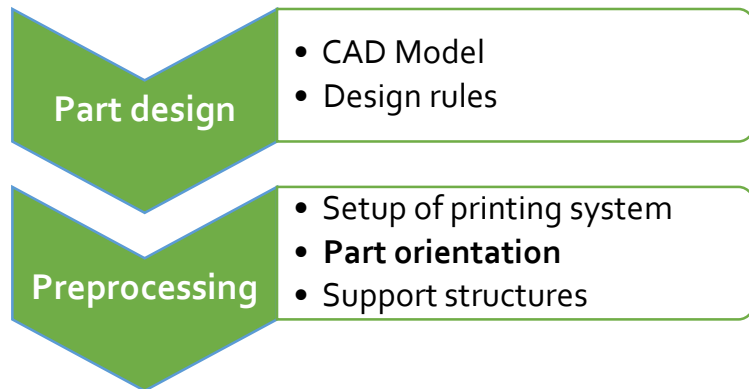 Part design
• CAD Model
• Design rules
Preprocessing
• Setup of printing system
• Part orientation
• Support structures